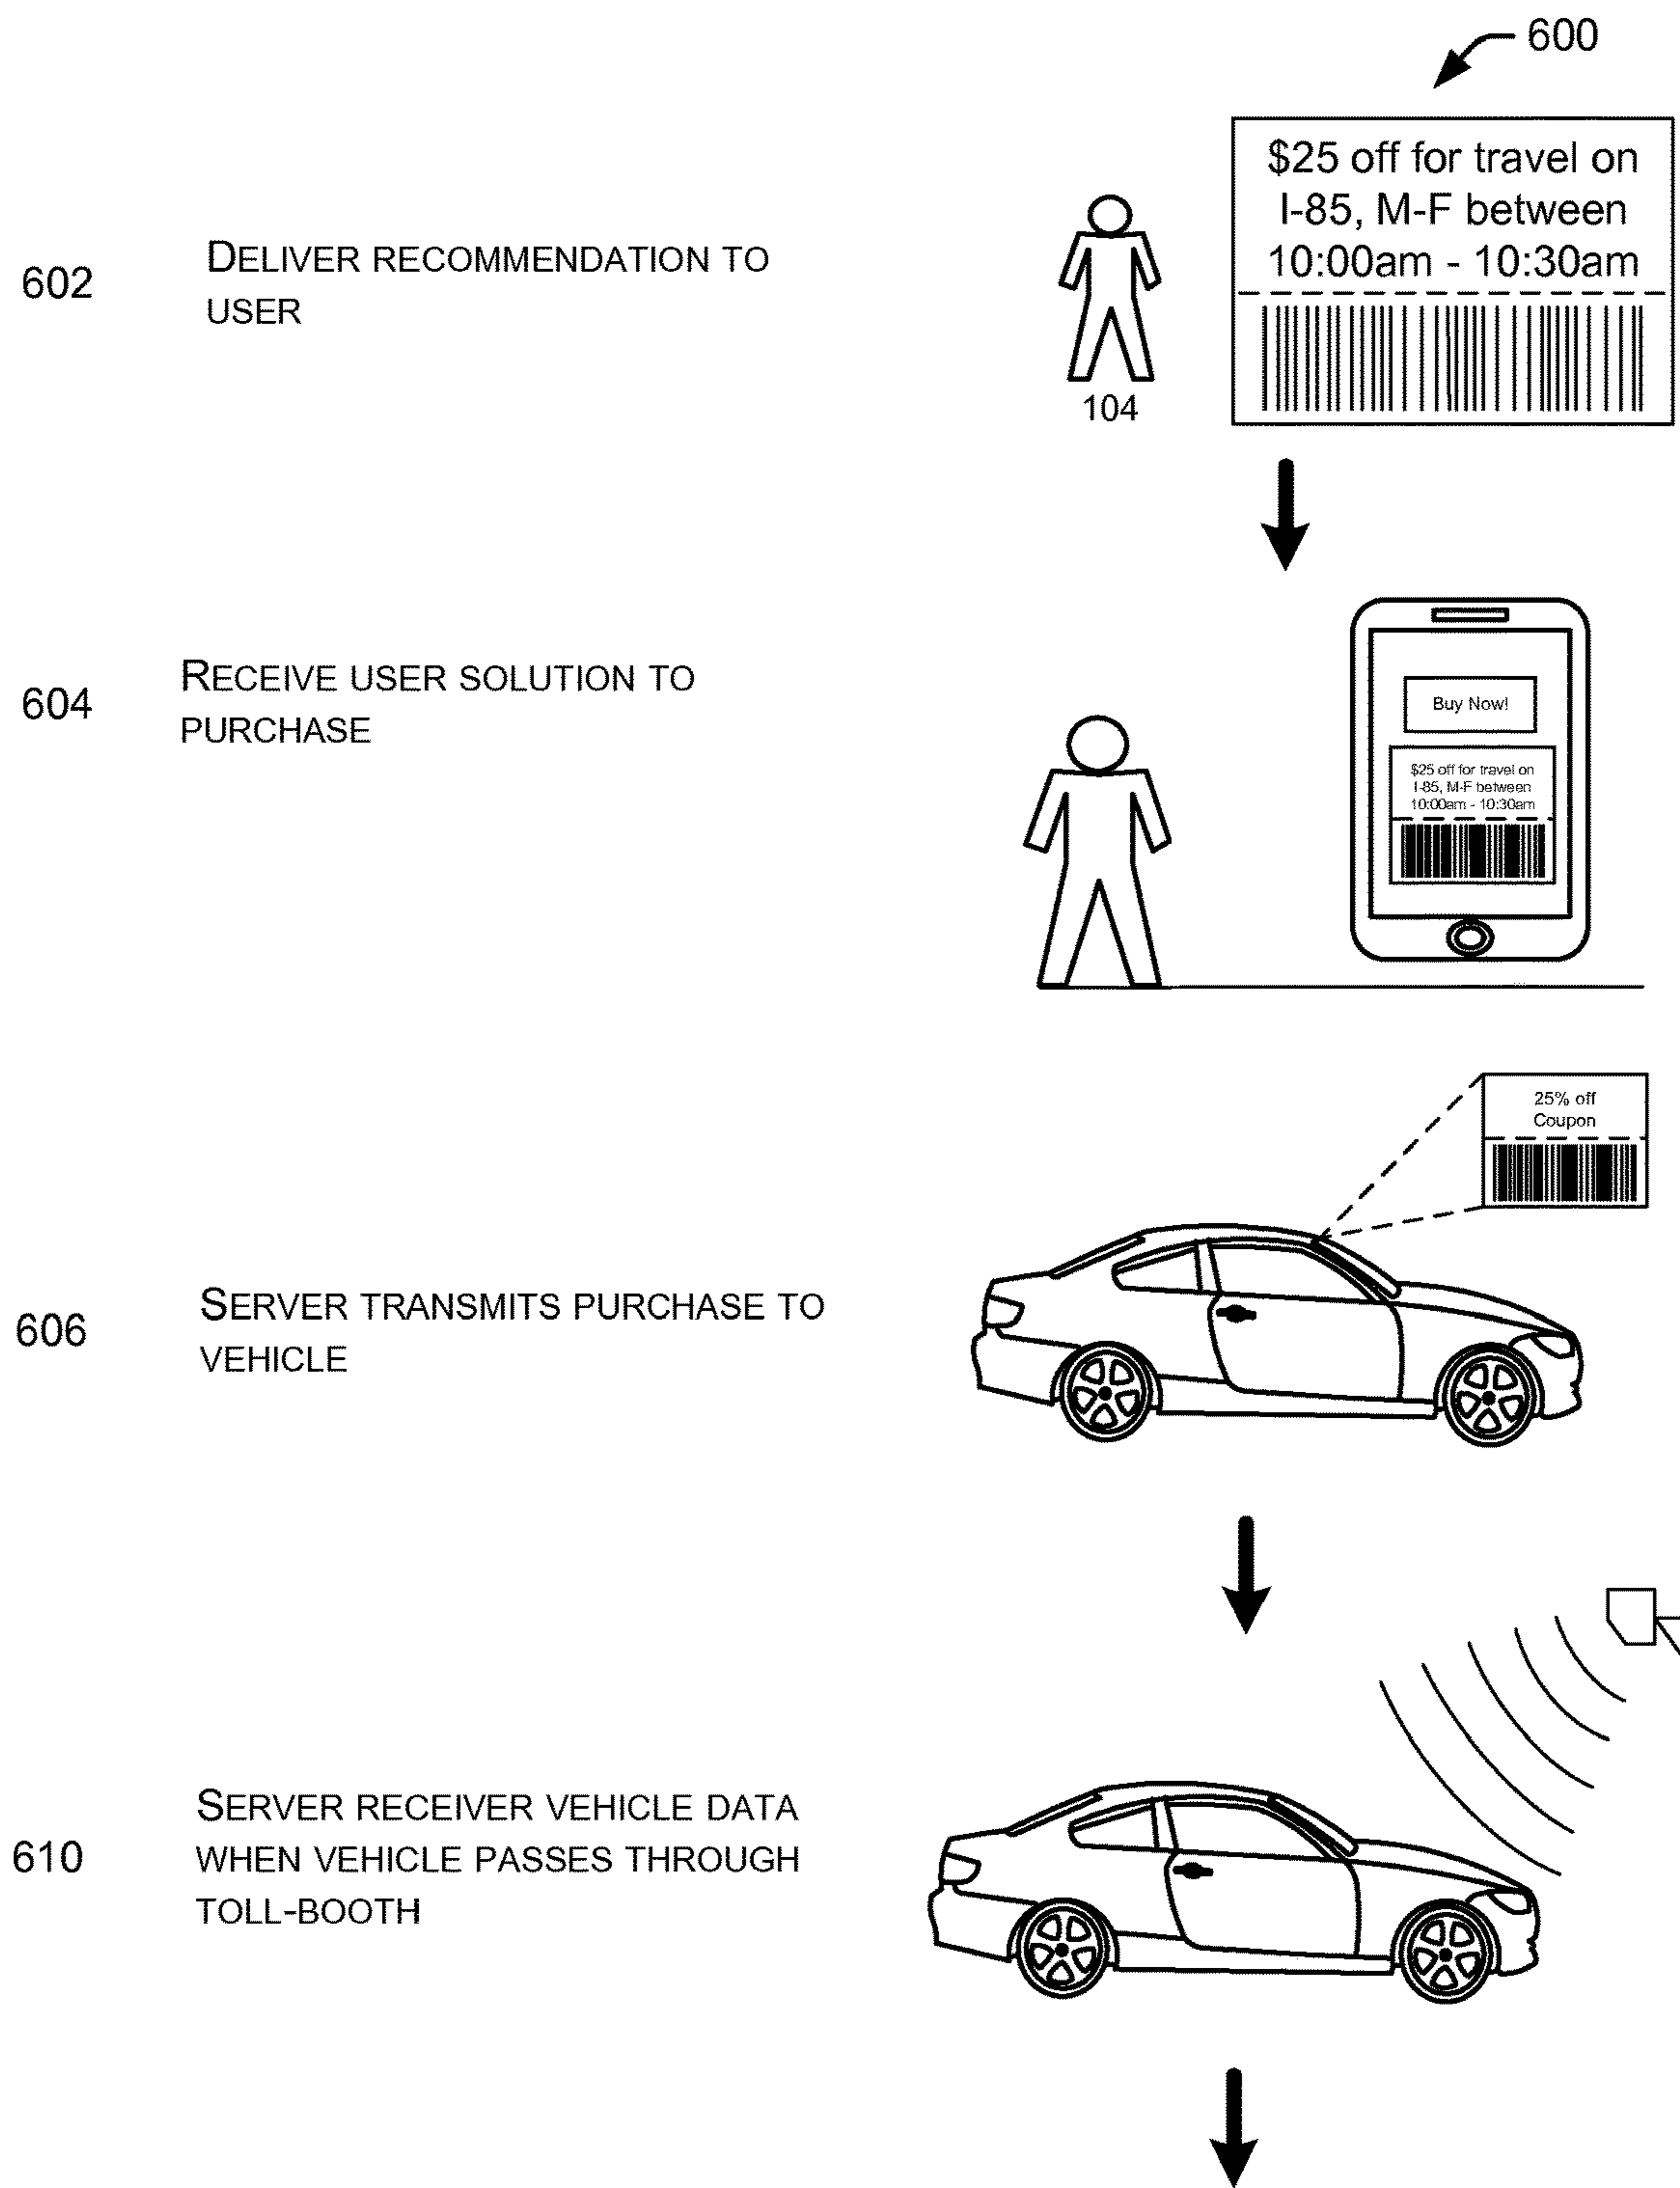 600
$25 off for travel on
I-85, M-F between
10:00am - 10:30am
602
DELIVER RECOMMENDATION TO
USER
104
604
RECEIVE USER SOLUTION TO
PURCHASE
Buy Now!
$25 off for travel on
I-85, M-F between
10:00am - 10:30am
25% off
Coupon
606
SERVER TRANSMITS PURCHASE TO
VEHICLE
610
SERVER RECEIVER VEHICLE DATA
WHEN VEHICLE PASSES THROUGH
TOLL-BOOTH